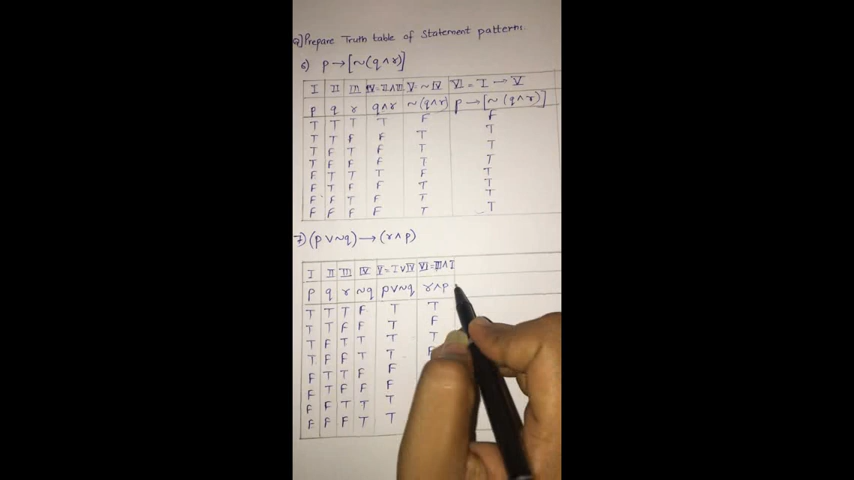 Q] Prepare Truth table of Statement patterns.
6) p → [~(q ∧ r)]
I II III IV = II ∧ III V = ~IV VI = I → V
p q r q ∧ r ~(q ∧ r) p → [~(q ∧ r)]
T T T T F F
T T F F T T
T F T F T T
T F F F T T
F T T T F T
F T F F T T
F F T F T T
F F F F T T
7) (p ∨ ~q) → (r ∧ p)
I II III IV V = I ∨ IV VI = III ∧ I
p q r ~q p ∨ ~q r ∧ p
T T T F T T
T T F F T F
T F T T T T
T F F T T F
F T T F F
F T F F F
F F T T T
F F F T T